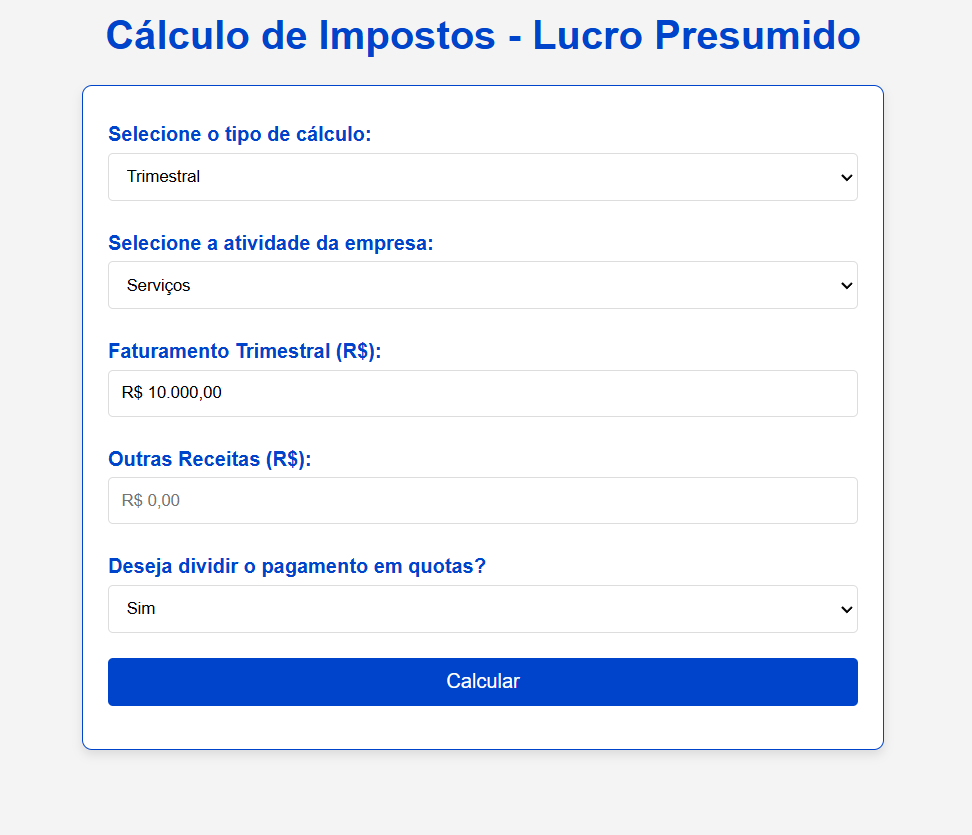 Cálculo de Impostos - Lucro Presumido
Selecione o tipo de cálculo:
Trimestral
Selecione a atividade da empresa:
Serviços
Faturamento Trimestral (R$):
R$ 10.000,00
Outras Receitas (R$):
R$ 0,00
Deseja dividir o pagamento em quotas?
Sim
Calcular